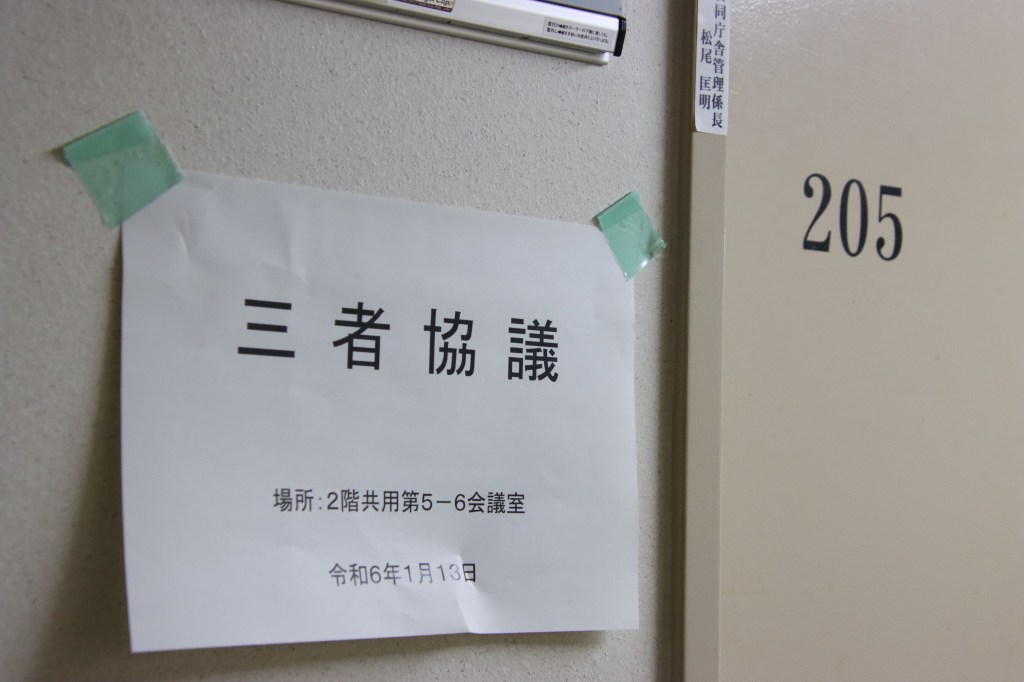 同庁舎管理係長
松尾 匡明
205
三者協議
場所:2階共用第5-6会議室
令和6年1月13日